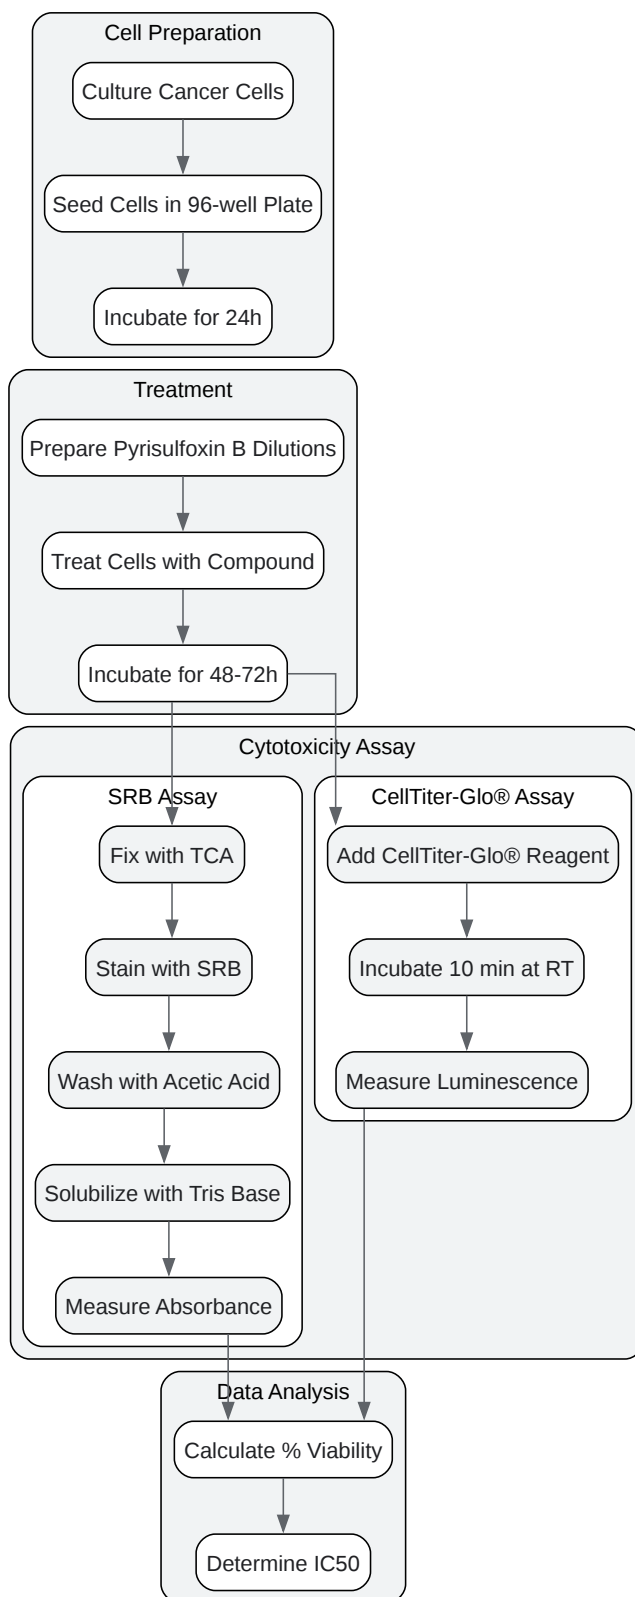 Cell Preparation
Culture Cancer Cells
Seed Cells in 96-well Plate
Incubate for 24h
Treatment
Prepare Pyrisulfoxin B Dilutions
Treat Cells with Compound
Incubate for 48-72h
Cytotoxicity Assay
SRB Assay
Fix with TCA
Stain with SRB
Wash with Acetic Acid
Solubilize with Tris Base
Measure Absorbance
CellTiter-Glo® Assay
Add CellTiter-Glo® Reagent
Incubate 10 min at RT
Measure Luminescence
Data Analysis
Calculate % Viability
Determine IC50